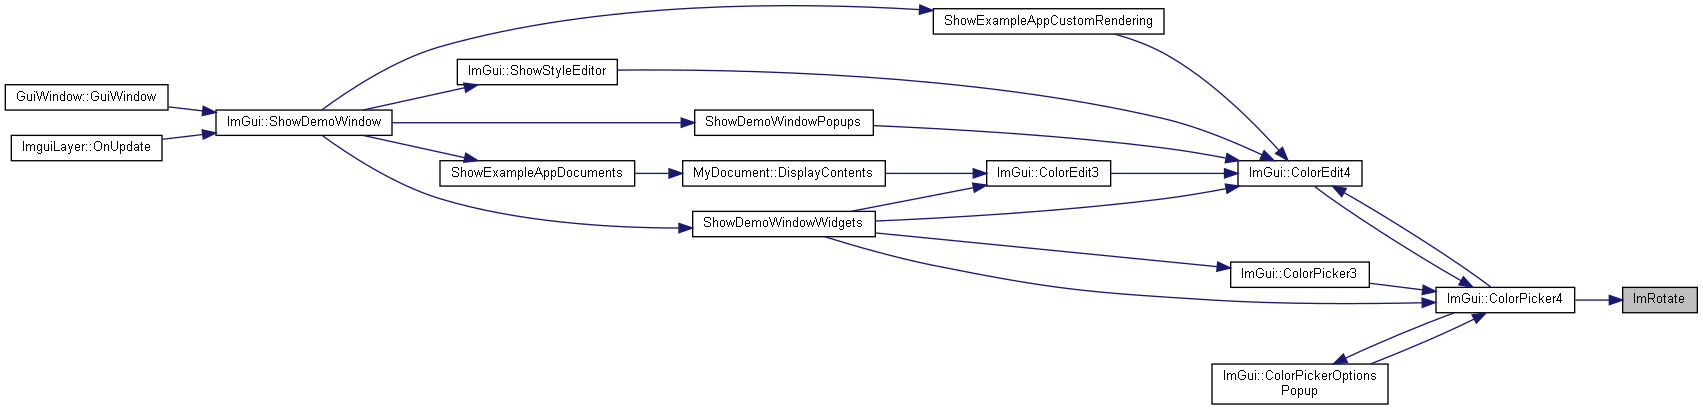 ShowExampleAppCustomRendering
ImGui::ShowStyleEditor
GuiWindow::GuiWindow
ImGui::ShowDemoWindow
ShowDemoWindowPopups
ImguiLayer::OnUpdate
ShowExampleAppDocuments
MyDocument::DisplayContents
ImGui::ColorEdit3
ImGui::ColorEdit4
ShowDemoWindowWidgets
ImGui::ColorPicker3
ImGui::ColorPicker4
ImRotate
ImGui::ColorPickerOptions
Popup